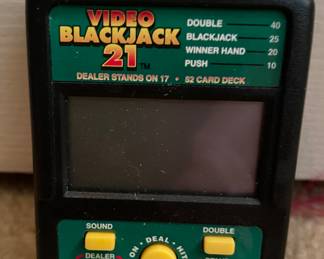 VIDEO
BLACKJACK
21 TM
DOUBLE 40
BLACKJACK 25
WINNER HAND 20
PUSH 10
DEALER STANDS ON 17 • 52 CARD DECK
SOUND
DOUBLE
DEALER
ON • DEAL • HIT